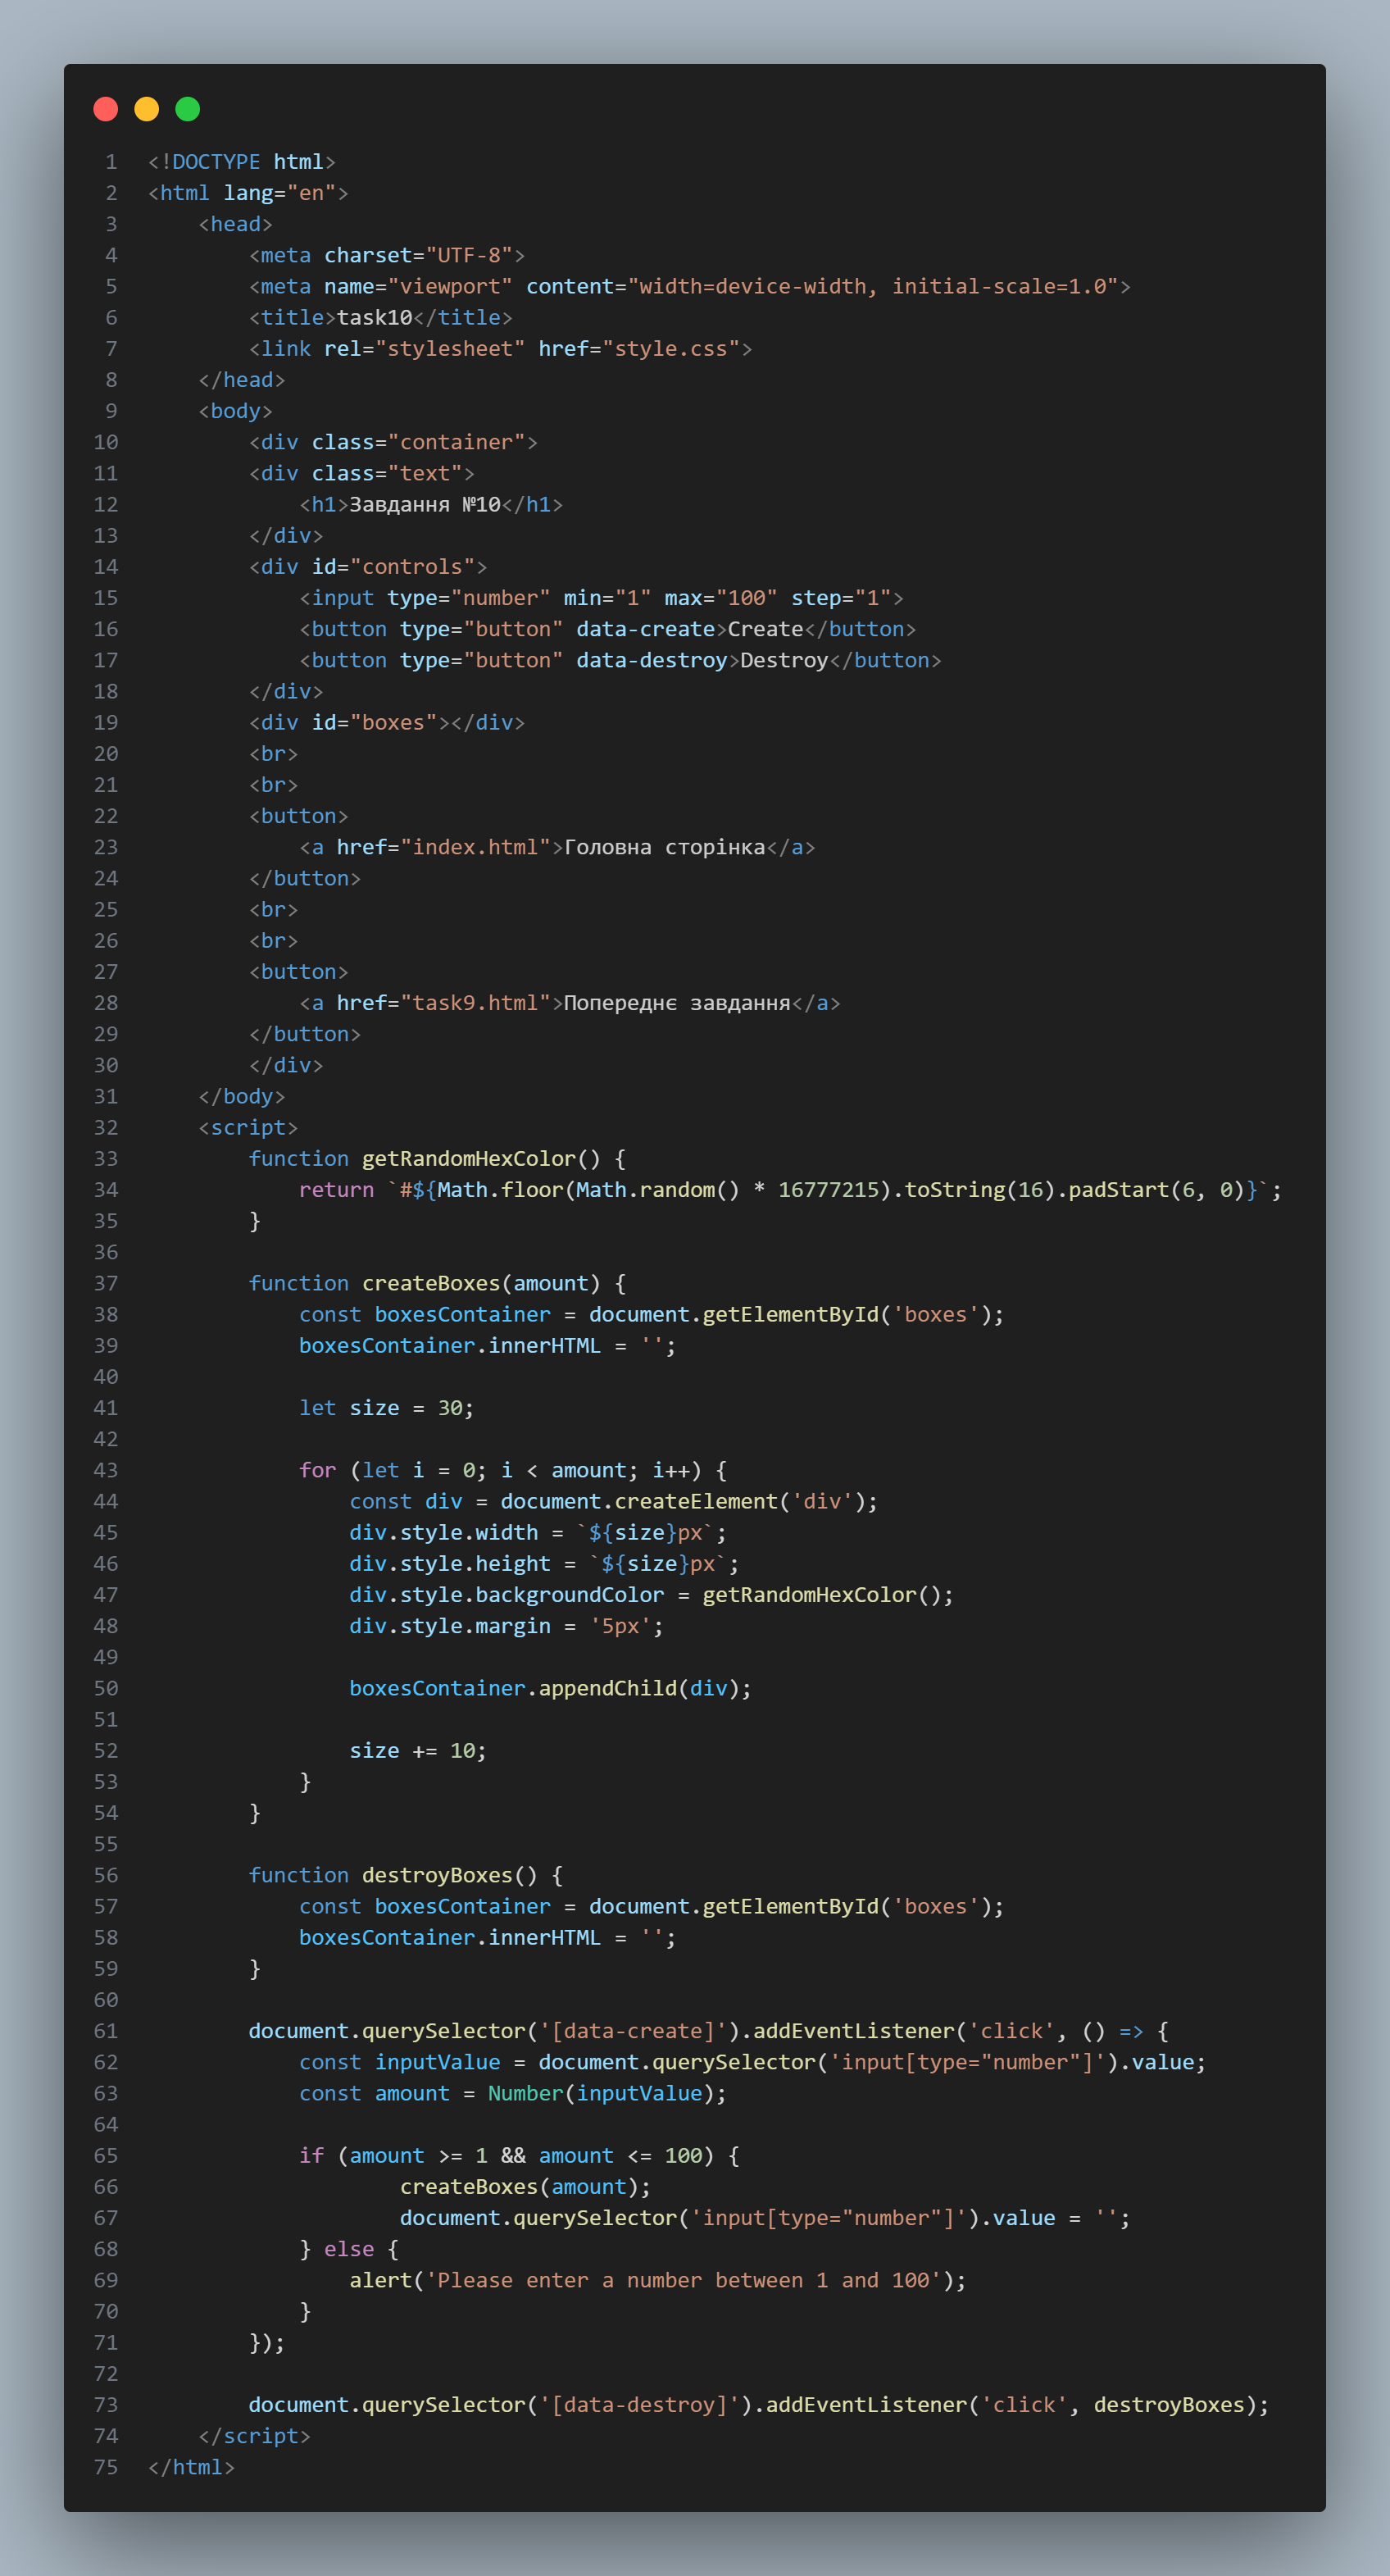 1 <!DOCTYPE html>
2 <html lang="en">
3     <head>
4         <meta charset="UTF-8">
5         <meta name="viewport" content="width=device-width, initial-scale=1.0">
6         <title>task10</title>
7         <link rel="stylesheet" href="style.css">
8     </head>
9     <body>
10         <div class="container">
11         <div class="text">
12             <h1>Завдання №10</h1>
13         </div>
14         <div id="controls">
15             <input type="number" min="1" max="100" step="1">
16             <button type="button" data-create>Create</button>
17             <button type="button" data-destroy>Destroy</button>
18         </div>
19         <div id="boxes"></div>
20         <br>
21         <br>
22         <button>
23             <a href="index.html">Головна сторінка</a>
24         </button>
25         <br>
26         <br>
27         <button>
28             <a href="task9.html">Попереднє завдання</a>
29         </button>
30         </div>
31     </body>
32     <script>
33         function getRandomHexColor() {
34             return `#${Math.floor(Math.random() * 16777215).toString(16).padStart(6, 0)}`;
35         }
36
37         function createBoxes(amount) {
38             const boxesContainer = document.getElementById('boxes');
39             boxesContainer.innerHTML = '';
40
41             let size = 30;
42
43             for (let i = 0; i < amount; i++) {
44                 const div = document.createElement('div');
45                 div.style.width = `${size}px`;
46                 div.style.height = `${size}px`;
47                 div.style.backgroundColor = getRandomHexColor();
48                 div.style.margin = '5px';
49
50                 boxesContainer.appendChild(div);
51
52                 size += 10;
53             }
54         }
55
56         function destroyBoxes() {
57             const boxesContainer = document.getElementById('boxes');
58             boxesContainer.innerHTML = '';
59         }
60
61         document.querySelector('[data-create]').addEventListener('click', () => {
62             const inputValue = document.querySelector('input[type="number"]').value;
63             const amount = Number(inputValue);
64
65             if (amount >= 1 && amount <= 100) {
66                     createBoxes(amount);
67                     document.querySelector('input[type="number"]').value = '';
68             } else {
69                 alert('Please enter a number between 1 and 100');
70             }
71         });
72
73         document.querySelector('[data-destroy]').addEventListener('click', destroyBoxes);
74     </script>
75 </html>